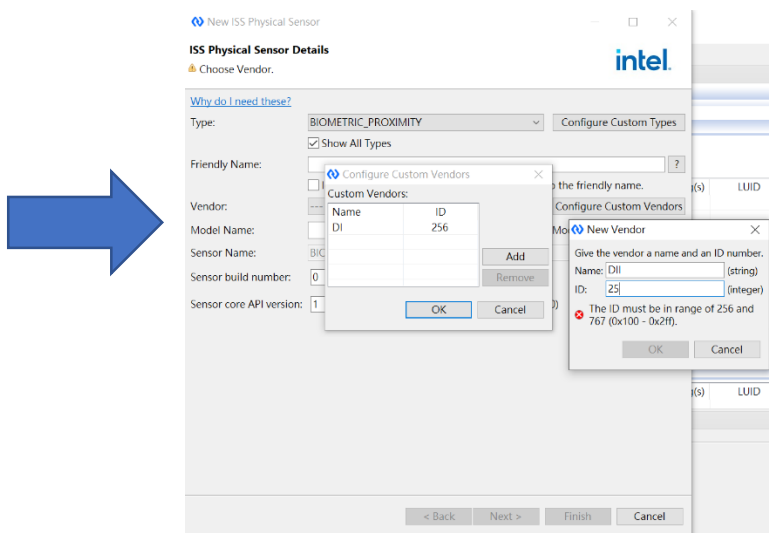 New ISS Physical Sensor
ISS Physical Sensor Details
Choose Vendor.
intel.
Why do I need these?
Type: BIOMETRIC_PROXIMITY Configure Custom Types
Show All Types
Friendly Name: ?
the friendly name.
Vendor: --- Configure Custom Vendors
Model Name:
Sensor Name: BIO
Sensor build number: 0
Sensor core API version: 1
< Back Next > Finish Cancel
Configure Custom Vendors
Custom Vendors:
Name ID
DI 256
Add
Remove
OK Cancel
New Vendor
Give the vendor a name and an ID number.
Name: DII (string)
ID: 25 (integer)
The ID must be in range of 256 and
767 (0x100 - 0x2ff).
OK Cancel
g(s) LUID
g(s) LUID